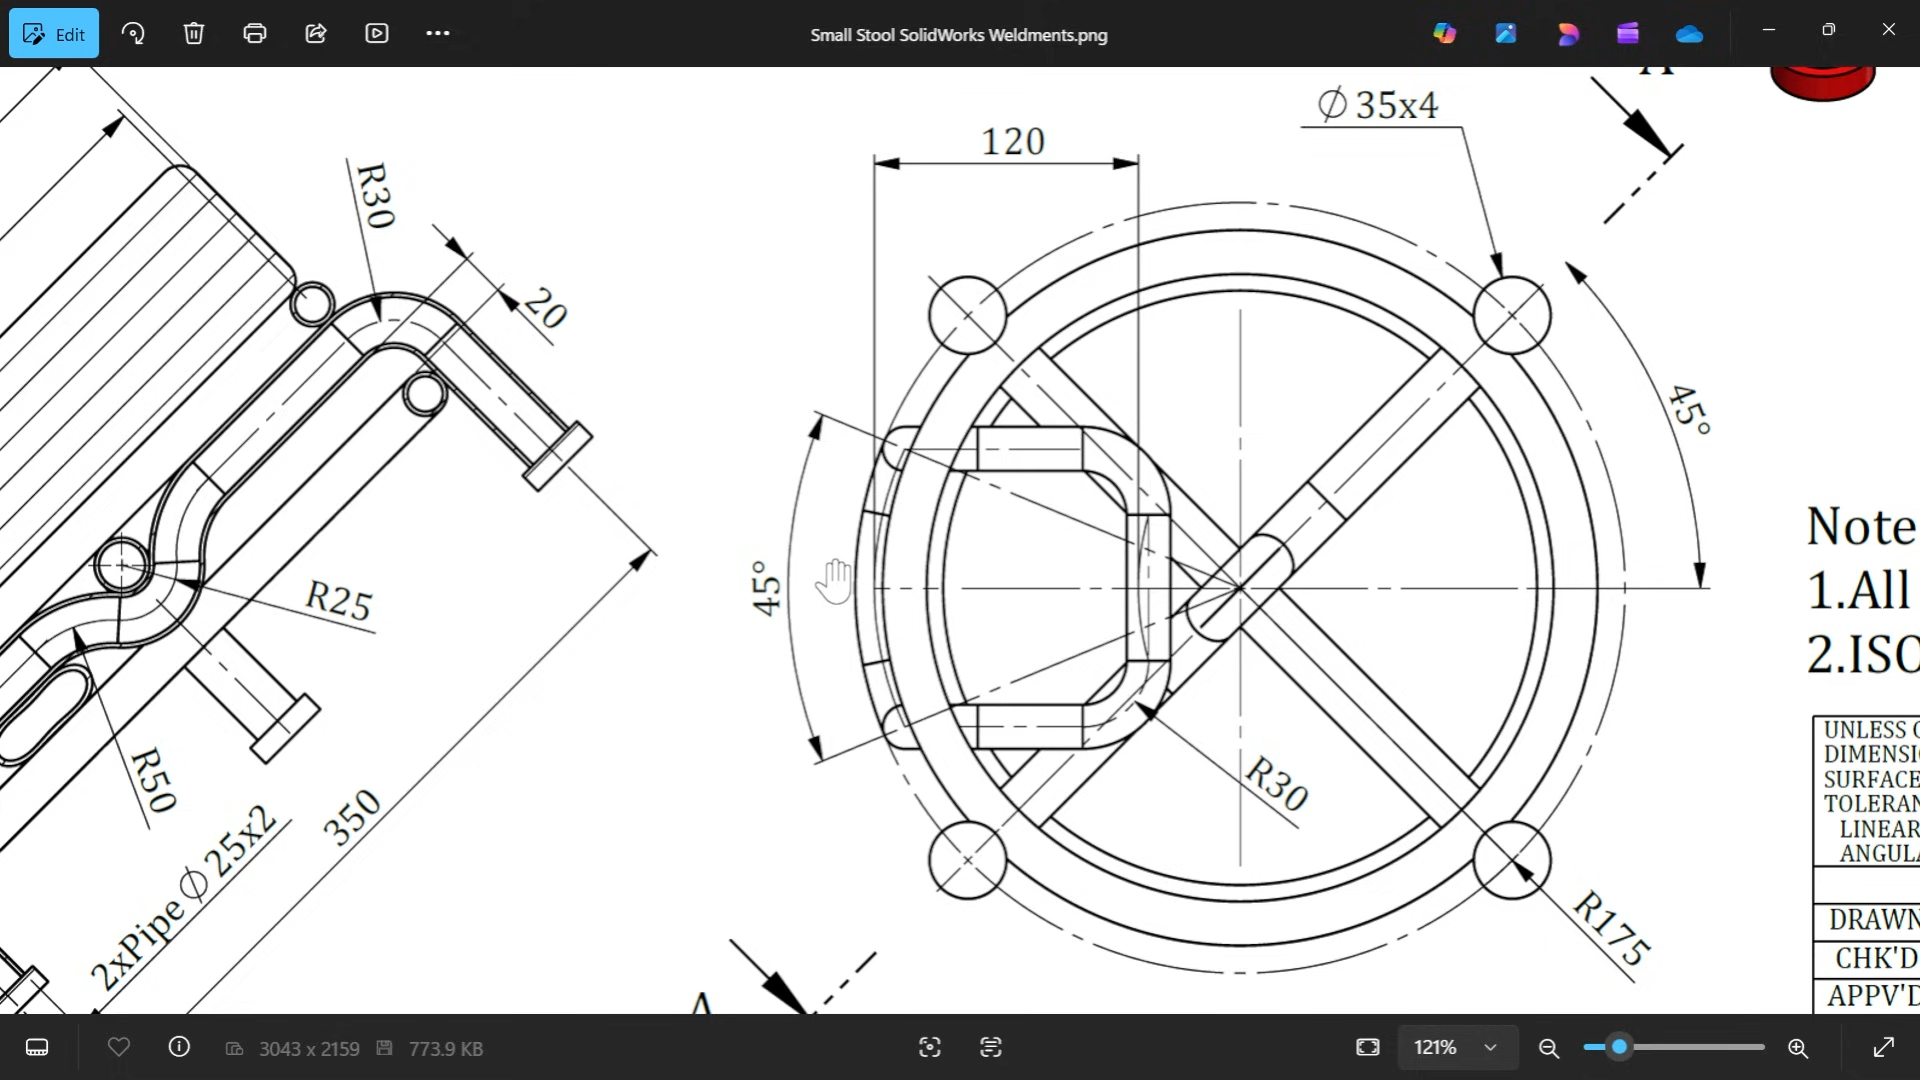 Edit
Small Stool SolidWorks Weldments.png
Ø 35x4
120
R30
20
45°
45°
R25
R50
R30
350
2xPipe Ø 25x2
R175
A
Note
1.All
2.ISO
UNLESS
DIMENSI
SURFACE
TOLERAN
LINEAR
ANGULA
DRAWN
CHK'D
APPV'D
3043 x 2159
773.9 KB
121%